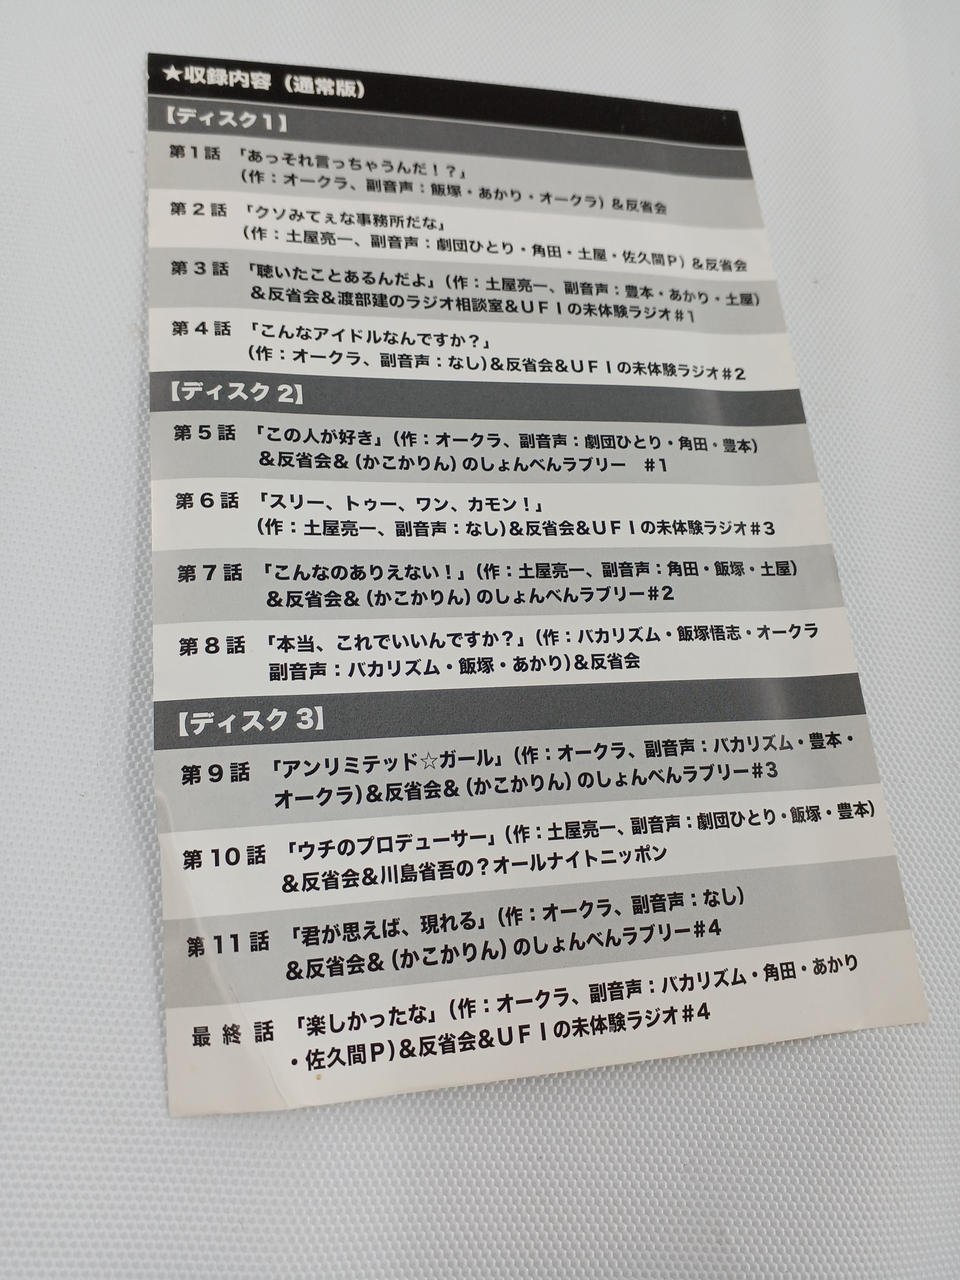 ★収録内容（通常版）
【ディスク1】
第1話 「あっそれ言っちゃうんだ！？」
（作：オークラ、副音声：飯塚・あかり・オークラ）＆反省会
第2話 「クソみてぇな事務所だな」
（作：土屋亮一、副音声：劇団ひとり・角田・土屋・佐久間P）＆反省会
第3話 「聴いたことあるんだよ」（作：土屋亮一、副音声：豊本・あかり・土屋）
＆反省会＆渡部建のラジオ相談室＆UFIの未体験ラジオ#1
第4話 「こんなアイドルなんですか？」
（作：オークラ、副音声：なし）＆反省会＆UFIの未体験ラジオ#2
【ディスク2】
第5話 「この人が好き」（作：オークラ、副音声：劇団ひとり・角田・豊本）
＆反省会＆（かこかりん）のしょんべんラブリー #1
第6話 「スリー、トゥー、ワン、カモン！」
（作：土屋亮一、副音声：なし）＆反省会＆UFIの未体験ラジオ#3
第7話 「こんなのありえない！」（作：土屋亮一、副音声：角田・飯塚・土屋）
＆反省会＆（かこかりん）のしょんべんラブリー#2
第8話 「本当、これでいいんですか？」（作：バカリズム・飯塚悟志・オークラ
副音声：バカリズム・飯塚・あかり）＆反省会
【ディスク3】
第9話 「アンリミテッド☆ガール」（作：オークラ、副音声：バカリズム・豊本・
オークラ）＆反省会＆（かこかりん）のしょんべんラブリー#3
第10話 「ウチのプロデューサー」（作：土屋亮一、副音声：劇団ひとり・飯塚・豊本）
＆反省会＆川島省吾の？オールナイトニッポン
第11話 「君が思えば、現れる」（作：オークラ、副音声：なし）
＆反省会＆（かこかりん）のしょんべんラブリー#4
最終話 「楽しかったな」（作：オークラ、副音声：バカリズム・角田・あかり
・佐久間P）＆反省会＆UFIの未体験ラジオ#4